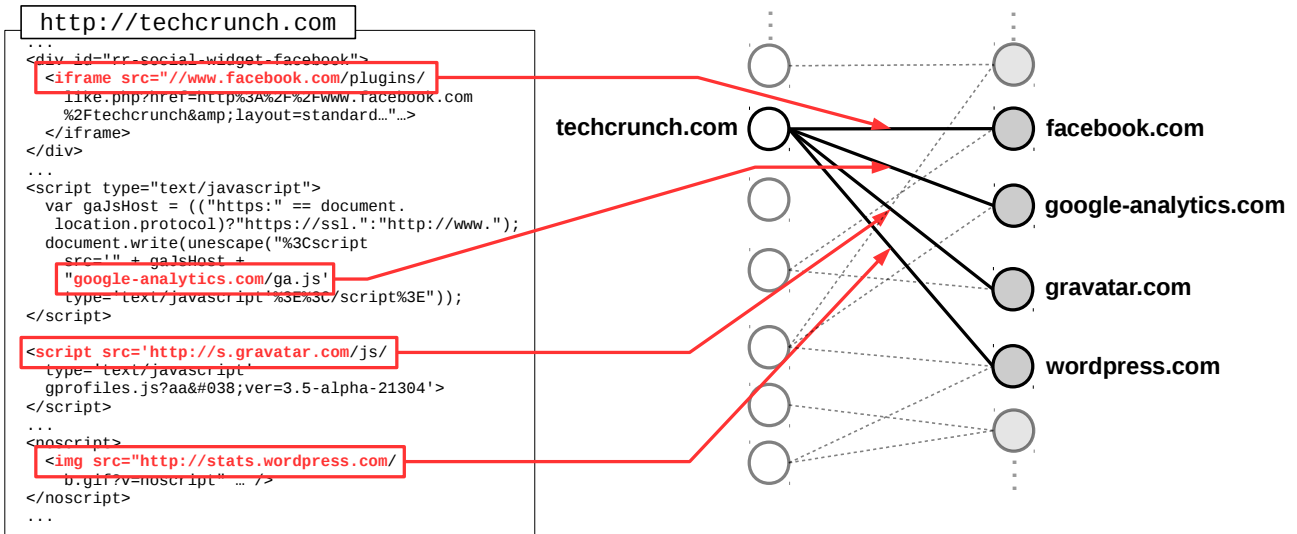 http://techcrunch.com
...
<div id="rr-social-widget-facebook">
<iframe src="//www.facebook.com/plugins/
like.php?href=http%3A%2F%2Fwww.facebook.com
%2Ftechcrunch&amp;layout=standard…"…>
</iframe>
</div>
...
<script type="text/javascript">
var gaJsHost = (("https:" == document.
location.protocol)?"https://ssl.":"http://www.");
document.write(unescape("%3Cscript
src='" + gaJsHost +
"google-analytics.com/ga.js'
type='text/javascript'%3E%3C/script%3E"));
</script>
<script src='http://s.gravatar.com/js/
type='text/javascript'
gprofiles.js?aa&#038;ver=3.5-alpha-21304'>
</script>
...
<noscript>
<img src="http://stats.wordpress.com/
b.gif?v=noscript" … />
</noscript>
...
techcrunch.com
facebook.com
google-analytics.com
gravatar.com
wordpress.com